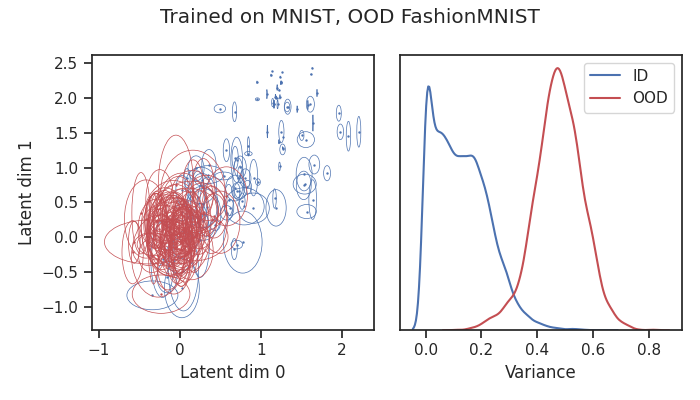 Trained on MNIST, OOD FashionMNIST
2.5
2.0
1.5
1.0
0.5
0.0
−0.5
−1.0
Latent dim 1
−1
0
1
2
Latent dim 0
ID
OOD
0.0
0.2
0.4
0.6
0.8
Variance